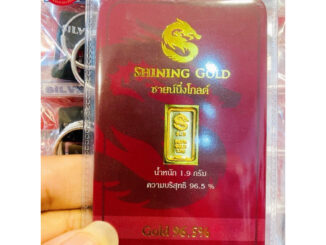 SHINING GOLD
ชายน์นิ่งโกลด์
น้ำหนัก 1.9 กรัม
ความบริสุทธิ์ 96.5 %
Gold 96.5%